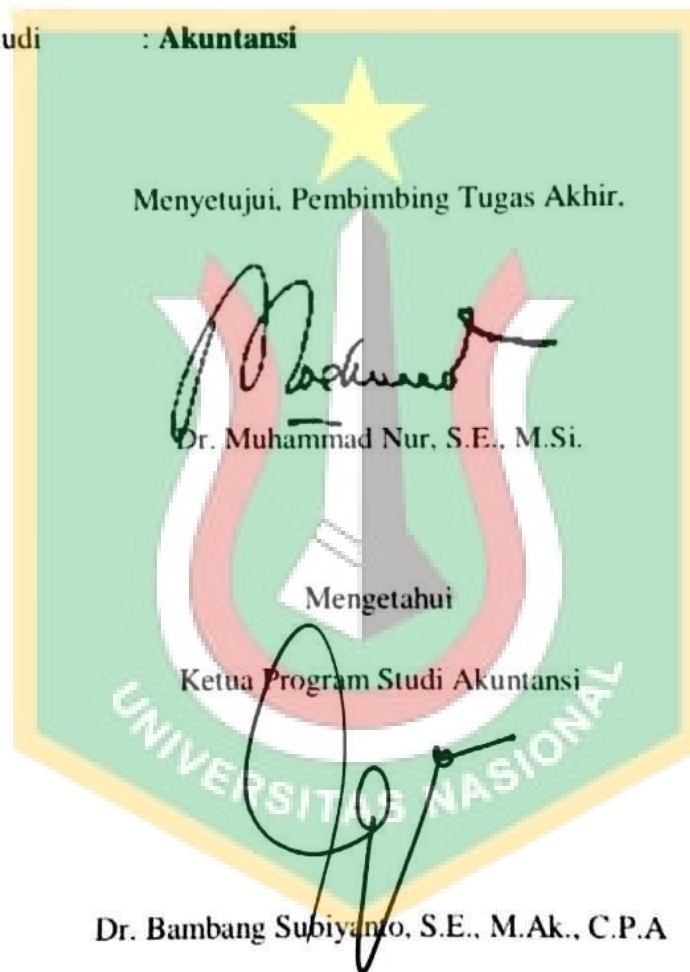 udi : Akuntansi
Menyetujui, Pembimbing Tugas Akhir,
Dr. Muhammad Nur, S.E., M.Si.
Mengetahui
Ketua Program Studi Akuntansi
UNIVERSITAS NASIONAL
Dr. Bambang Subiyanto, S.E., M.Ak., C.P.A